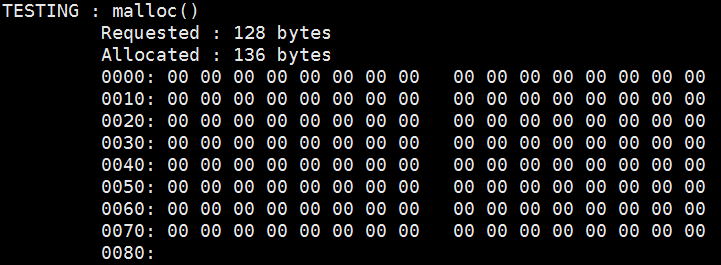 TESTING : malloc()
Requested : 128 bytes
Allocated : 136 bytes
0000: 00 00 00 00 00 00 00 00   00 00 00 00 00 00 00 00
0010: 00 00 00 00 00 00 00 00   00 00 00 00 00 00 00 00
0020: 00 00 00 00 00 00 00 00   00 00 00 00 00 00 00 00
0030: 00 00 00 00 00 00 00 00   00 00 00 00 00 00 00 00
0040: 00 00 00 00 00 00 00 00   00 00 00 00 00 00 00 00
0050: 00 00 00 00 00 00 00 00   00 00 00 00 00 00 00 00
0060: 00 00 00 00 00 00 00 00   00 00 00 00 00 00 00 00
0070: 00 00 00 00 00 00 00 00   00 00 00 00 00 00 00 00
0080: